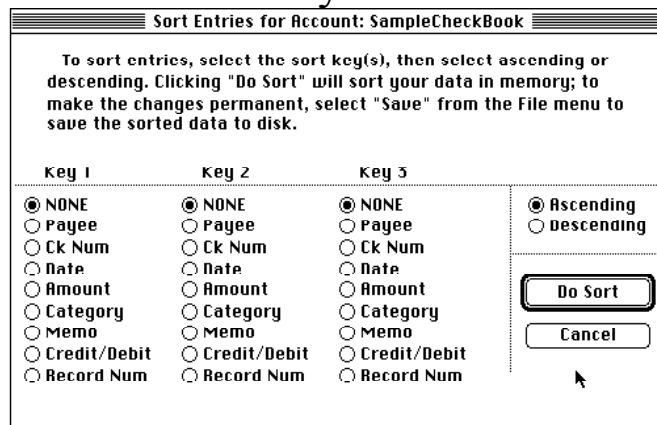 Sort Entries for Account: SampleCheckBook
To sort entries, select the sort key(s), then select ascending or
descending. Clicking "Do Sort" will sort your data in memory; to
make the changes permanent, select "Save" from the File menu to
save the sorted data to disk.
Key 1 Key 2 Key 3
NONE NONE NONE Ascending
Payee Payee Payee Descending
Ck Num Ck Num Ck Num
Date Date Date
Amount Amount Amount Do Sort
Category Category Category
Memo Memo Memo Cancel
Credit/Debit Credit/Debit Credit/Debit
Record Num Record Num Record Num